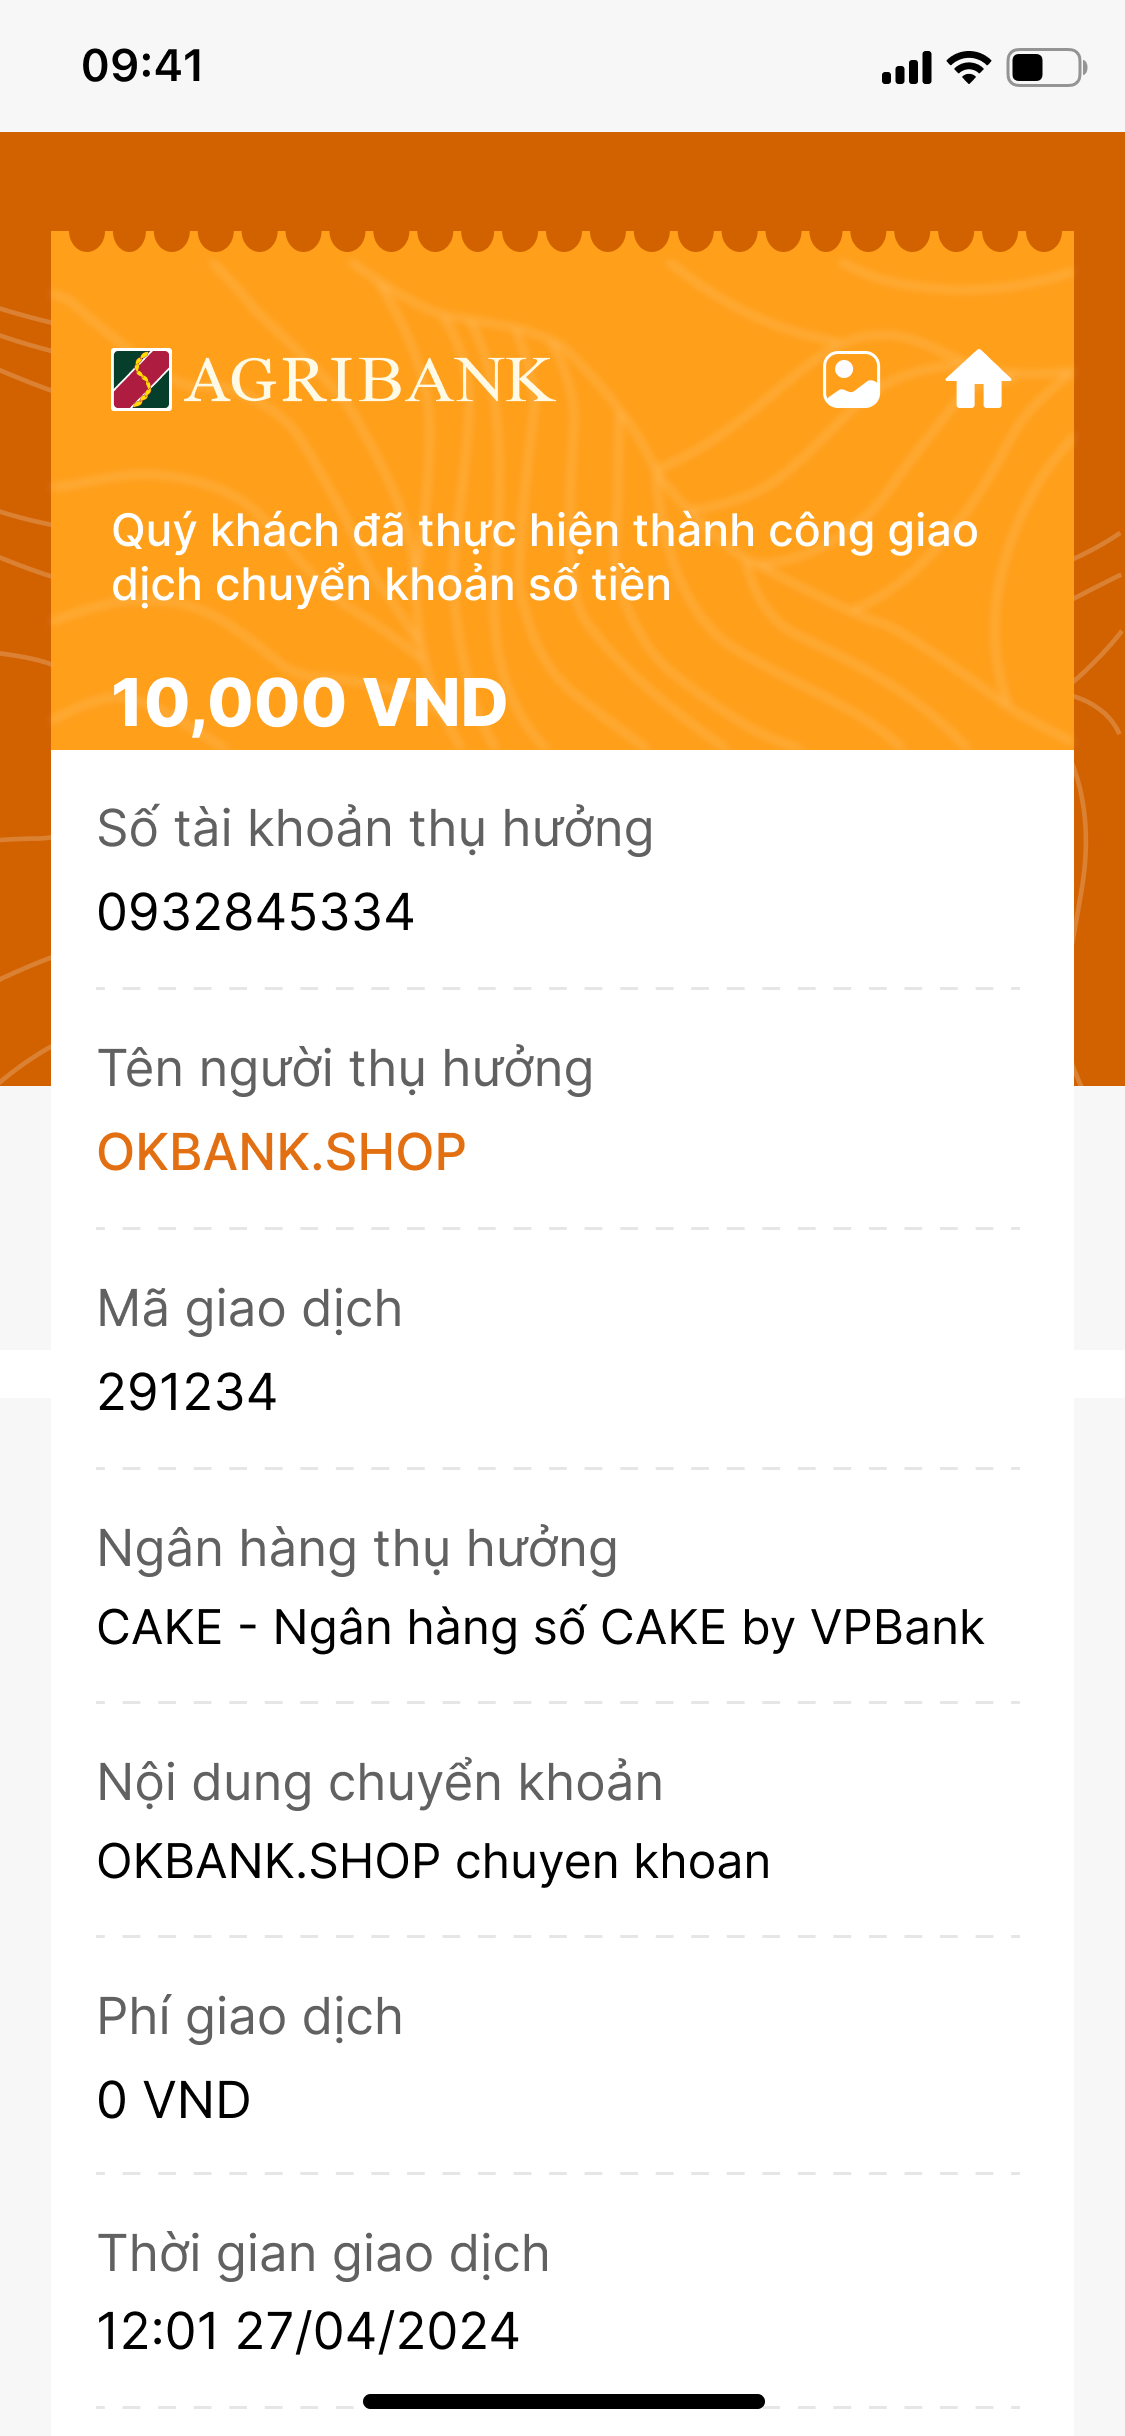 09:41
AGRIBANK
Quý khách đã thực hiện thành công giao
dịch chuyển khoản số tiền
10,000 VND
Số tài khoản thụ hưởng
0932845334
Tên người thụ hưởng
OKBANK.SHOP
Mã giao dịch
291234
Ngân hàng thụ hưởng
CAKE - Ngân hàng số CAKE by VPBank
Nội dung chuyển khoản
OKBANK.SHOP chuyen khoan
Phí giao dịch
0 VND
Thời gian giao dịch
12:01 27/04/2024